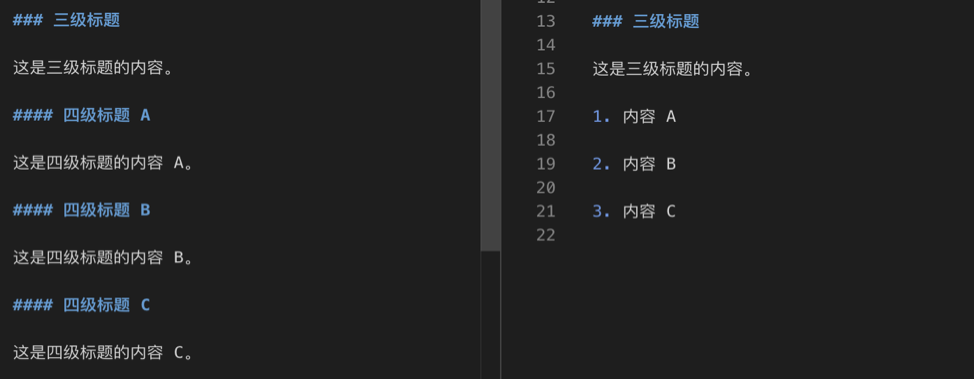 ### 三级标题
这是三级标题的内容。
#### 四级标题 A
这是四级标题的内容 A。
#### 四级标题 B
这是四级标题的内容 B。
#### 四级标题 C
这是四级标题的内容 C。
12
13 ### 三级标题
14
15 这是三级标题的内容。
16
17 1. 内容 A
18
19 2. 内容 B
20
21 3. 内容 C
22